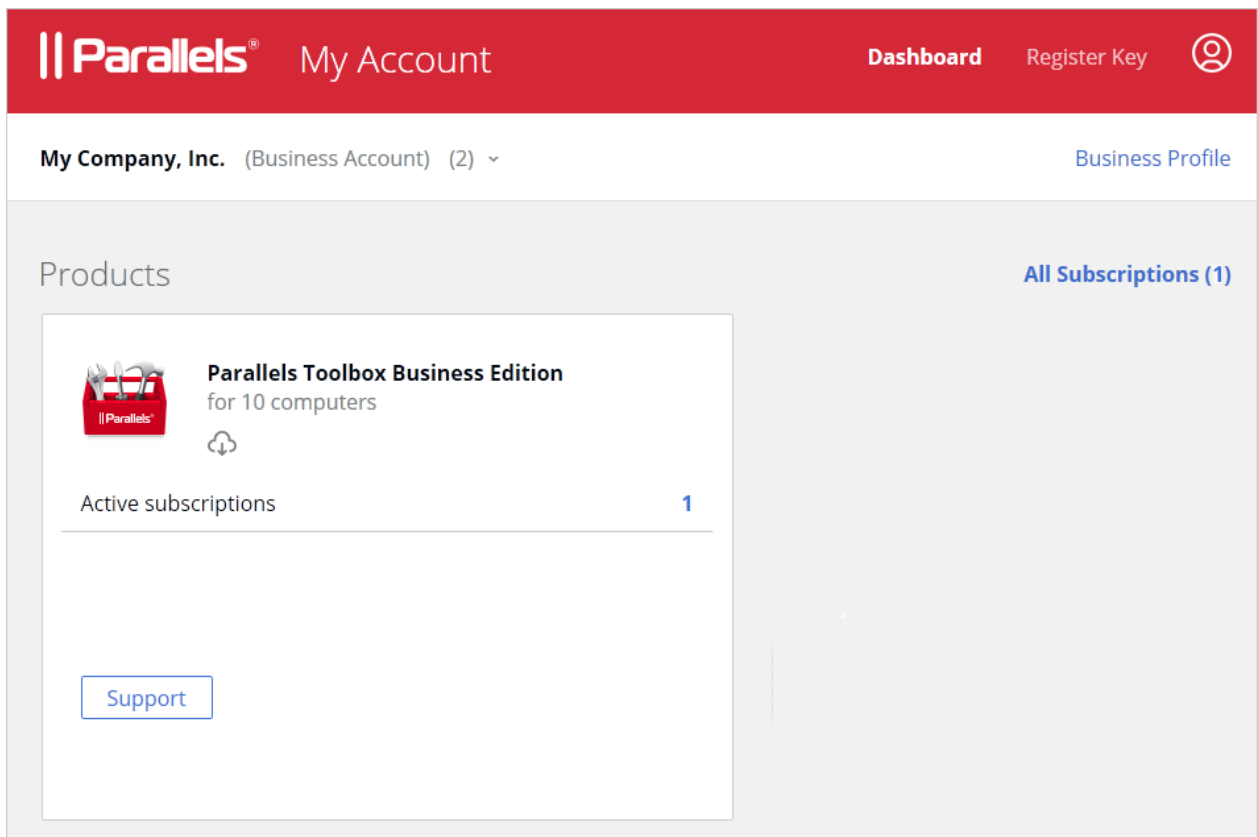 Parallels® My Account Dashboard Register Key
My Company, Inc. (Business Account) (2) Business Profile
Products All Subscriptions (1)
Parallels Toolbox Business Edition
for 10 computers
Parallels®
Active subscriptions 1
Support